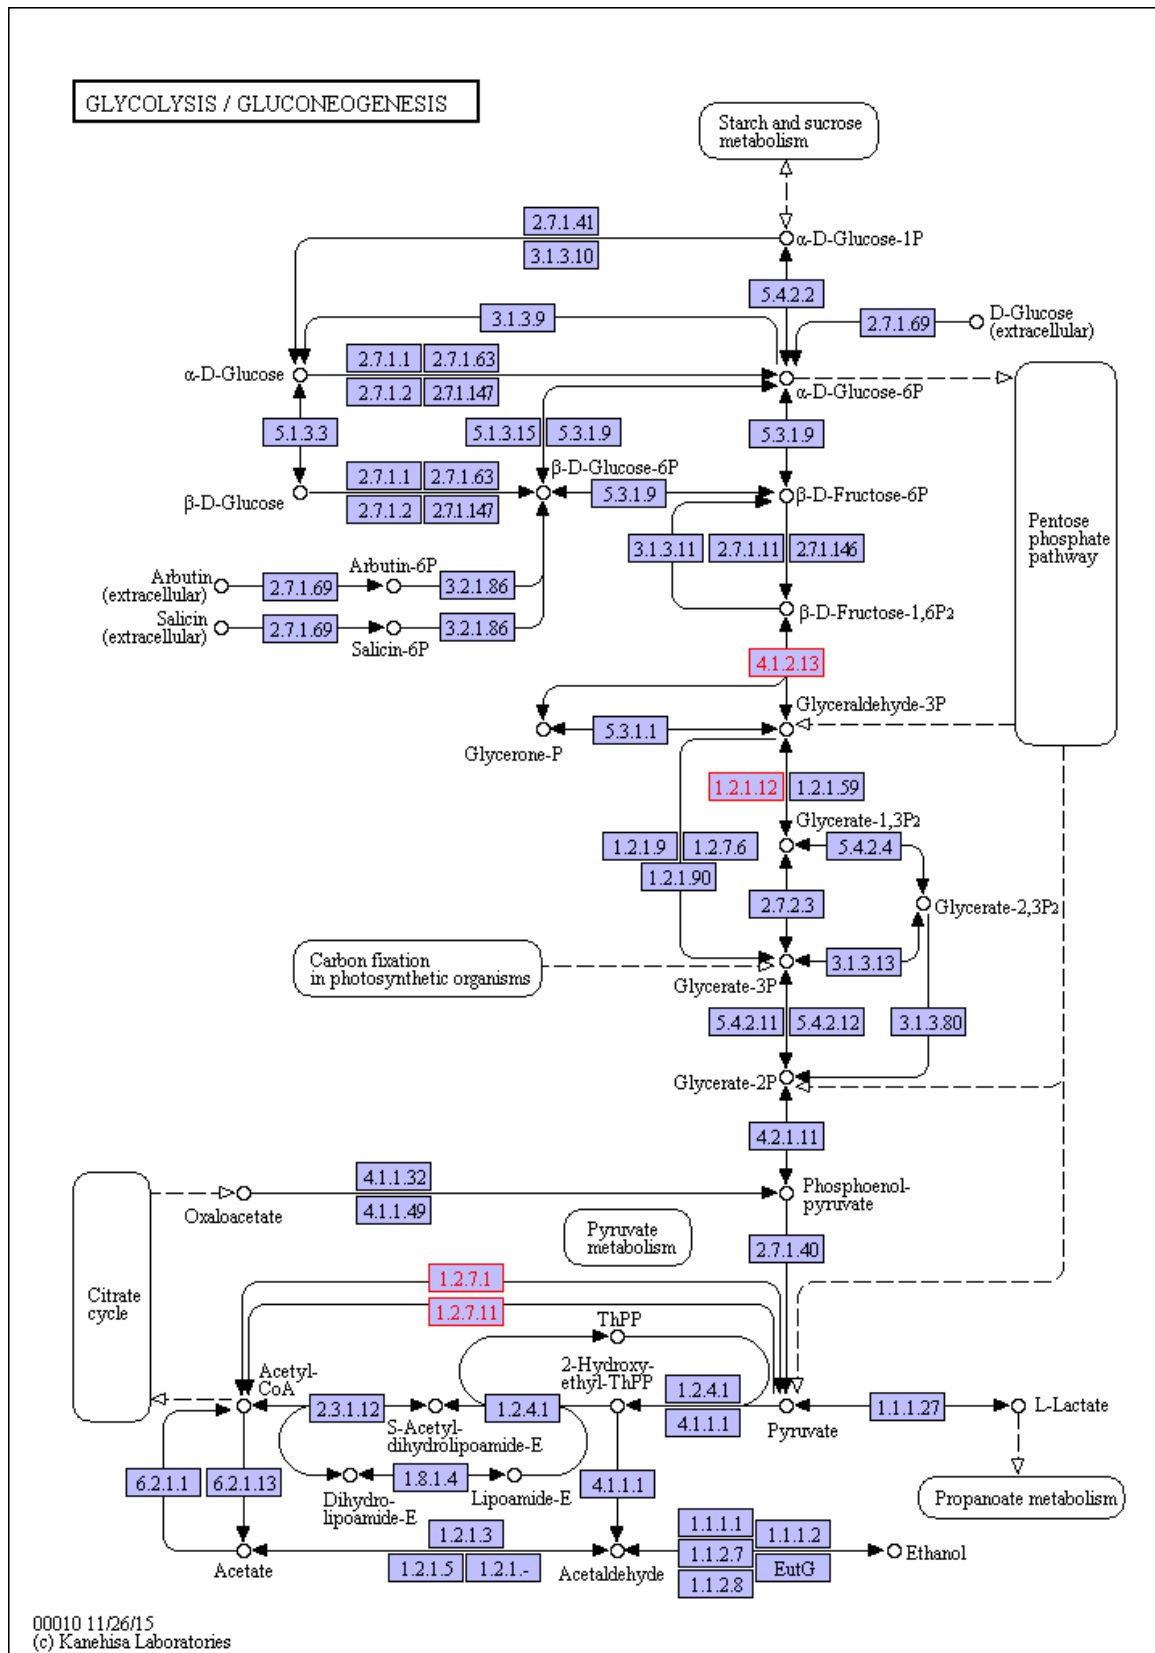 GLYCOLYSIS / GLUCONEOGENESIS
Starch and sucrose
metabolism
2.7.1.41
α-D-Glucose-1P
3.1.3.10
5.4.2.2
3.1.3.9
2.7.1.69
D-Glucose
(extracellular)
2.7.1.1 2.7.1.63
α-D-Glucose
2.7.1.2 2.7.1.147
α-D-Glucose-6P
5.1.3.3
5.1.3.15 5.3.1.9
5.3.1.9
β-D-Glucose-6P
2.7.1.1 2.7.1.63
β-D-Glucose
5.3.1.9
β-D-Fructose-6P
2.7.1.2 2.7.1.147
Pentose
phosphate
pathway
3.1.3.11 2.7.1.11 2.7.1.146
Arbutin-6P
Arbutin
(extracellular)
2.7.1.69
3.2.1.86
β-D-Fructose-1,6P2
Salicin
(extracellular)
2.7.1.69
3.2.1.86
Salicin-6P
4.1.2.13
Glyceraldehyde-3P
5.3.1.1
Glycerone-P
1.2.1.12 1.2.1.59
Glycerate-1,3P2
1.2.1.9 1.2.7.6
5.4.2.4
1.2.1.90
2.7.2.3
Glycerate-2,3P2
Carbon fixation
in photosynthetic organisms
3.1.3.13
Glycerate-3P
5.4.2.11 5.4.2.12
3.1.3.80
Glycerate-2P
4.2.1.11
4.1.1.32
Oxaloacetate
4.1.1.49
Phosphoenol-
pyruvate
Pyruvate
metabolism
2.7.1.40
1.2.7.1
Citrate
cycle
1.2.7.11
ThPP
2-Hydroxy-
ethyl-ThPP
Acetyl-
CoA
1.2.4.1
2.3.1.12
1.2.4.1
4.1.1.1
1.1.1.27
L-Lactate
S-Acetyl-
dihydrolipoamide-E
Pyruvate
6.2.1.1 6.2.1.13
1.8.1.4
4.1.1.1
Dihydro-
lipoamide-E
Lipoamide-E
Propanoate metabolism
1.2.1.3
1.1.1.1 1.1.1.2
1.1.2.7
Ethanol
Acetate
1.2.1.5 1.2.1.-
Acetaldehyde
EutG
1.1.2.8
00010 11/26/15
(c) Kanehisa Laboratories